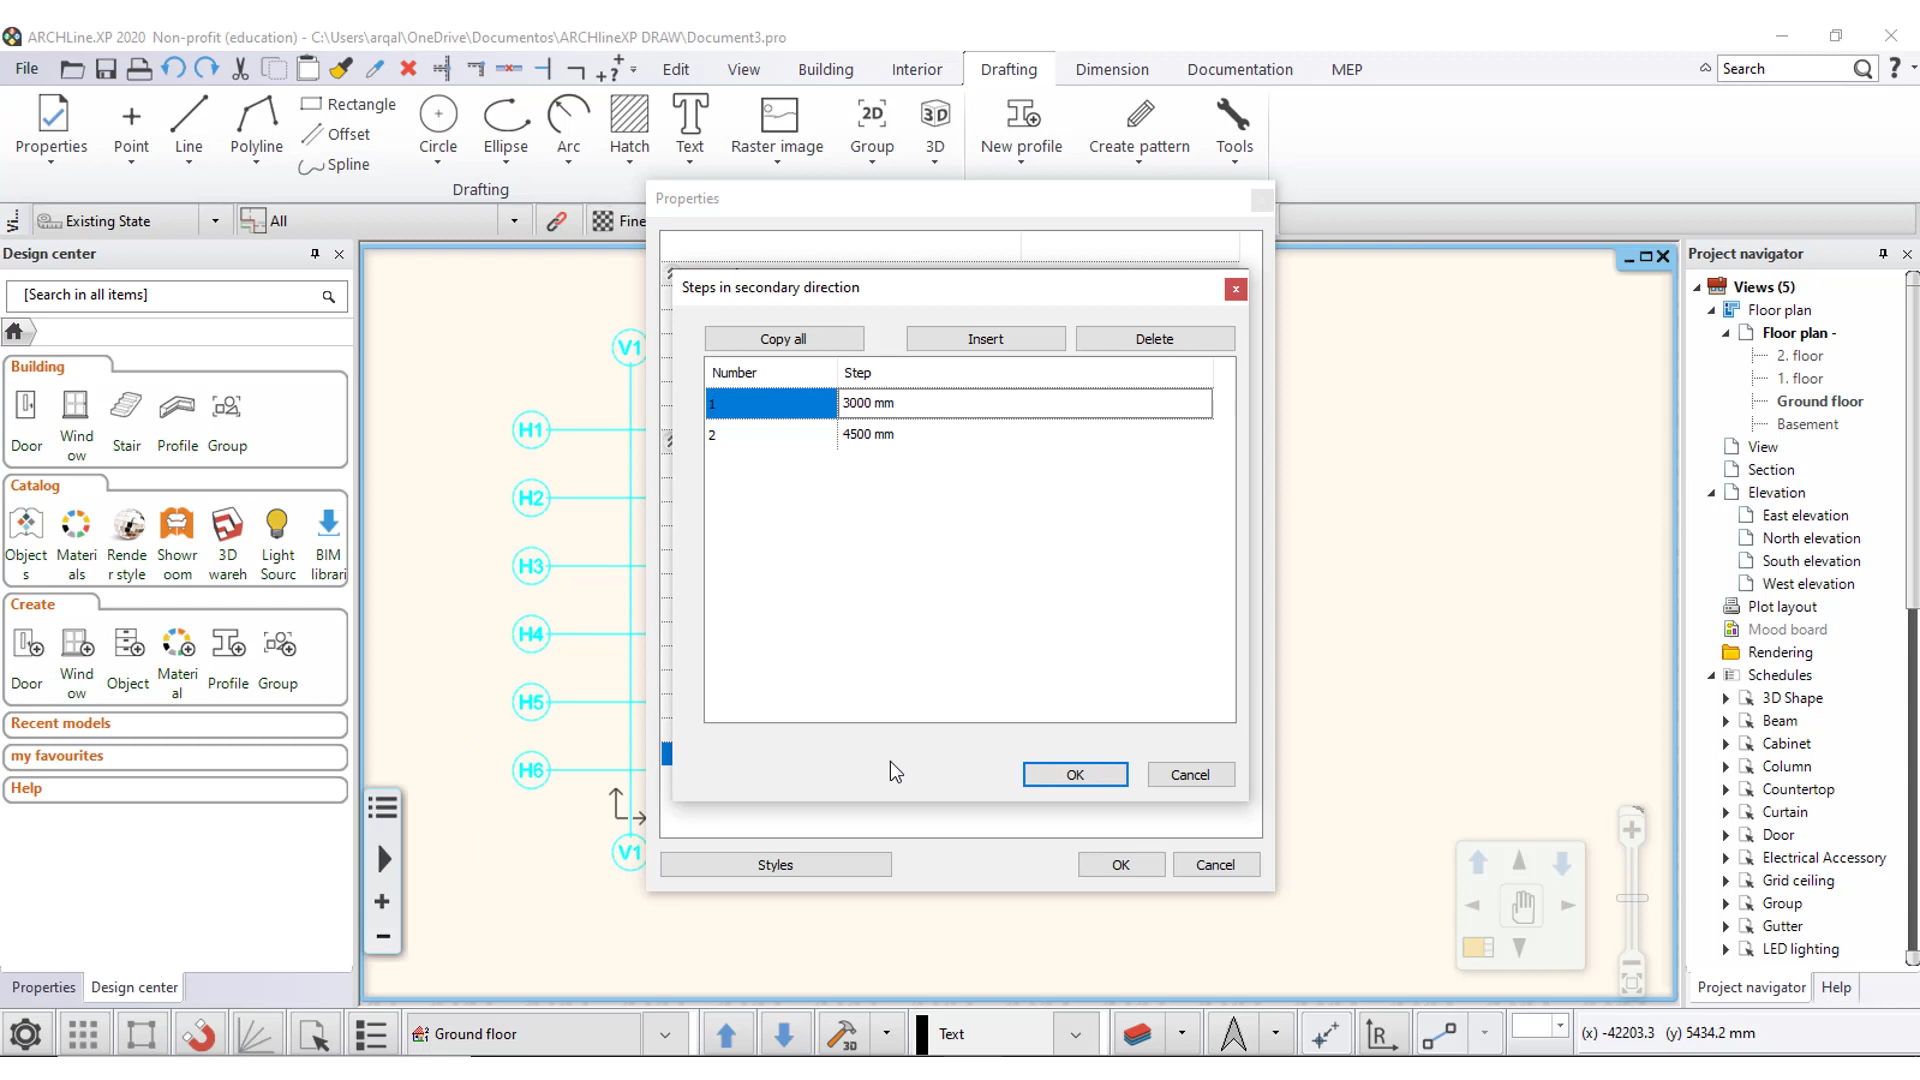 ARCHLine.XP 2020  Non-profit (education) - C:\Users\arqal\OneDrive\Documentos\ARCHlineXP DRAW\Document3.pro
File Edit View Building Interior Drafting Dimension Documentation MEP Search ?
Properties Point Line Polyline Rectangle Offset Spline Circle Ellipse Arc Hatch Text Raster image Group 3D New profile Create pattern Tools
2D 3D
Drafting
Vi... Existing State All Fine
Properties
Design center
[Search in all items]
Building
Door Wind
ow Stair Profile Group
Catalog
Object
s Materi
als Rende
r style Showr
oom 3D
wareh Light
Sourc BIM
librari
Create
Door Wind
ow Object Materi
al Profile Group
Recent models
my favourites
Help
Properties Design center
V1
H1
H2
H3
H4
H5
H6
V1
Steps in secondary direction
Copy all Insert Delete
Number Step
1 3000 mm
2 4500 mm
OK Cancel
Styles OK Cancel
Project navigator
Views (5)
Floor plan
Floor plan -
2. floor
1. floor
Ground floor
Basement
View
Section
Elevation
East elevation
North elevation
South elevation
West elevation
Plot layout
Mood board
Rendering
Schedules
3D Shape
Beam
Cabinet
Column
Countertop
Curtain
Door
Electrical Accessory
Grid ceiling
Group
Gutter
LED lighting
Project navigator Help
Ground floor 3D Text R (x) -42203.3 (y) 5434.2 mm